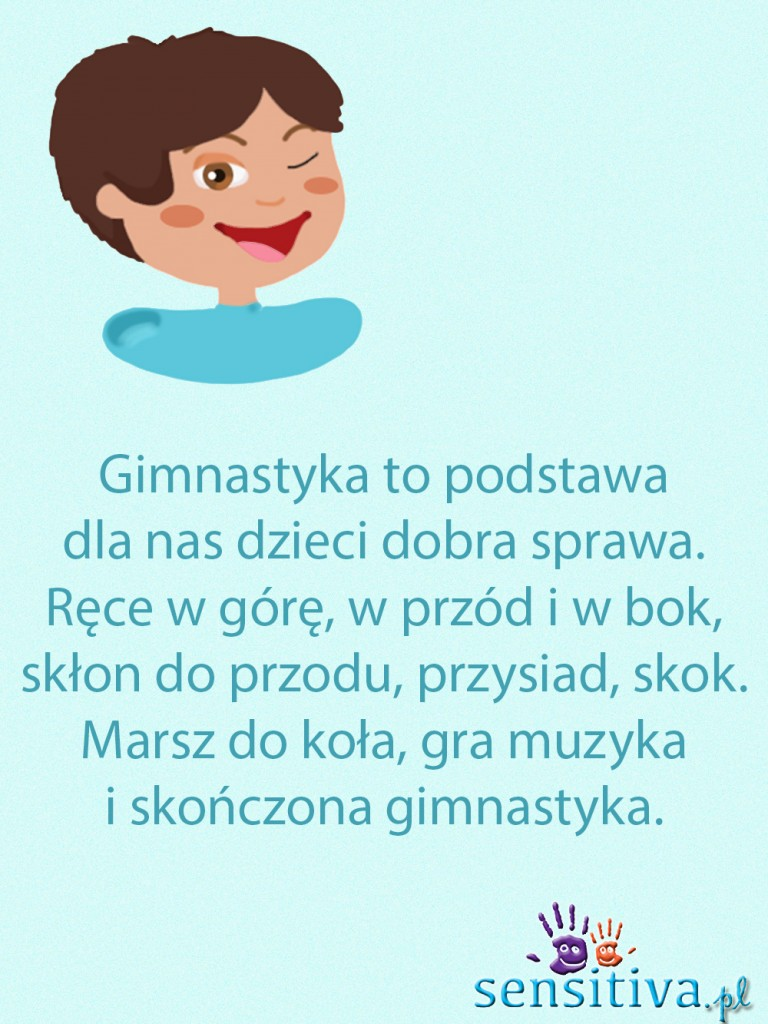 Gimnastyka to podstawa
dla nas dzieci dobra sprawa.
Ręce w górę, w przód i w bok,
skłon do przodu, przysiad, skok.
Marsz do koła, gra muzyka
i skończona gimnastyka.
sensitiva.pl